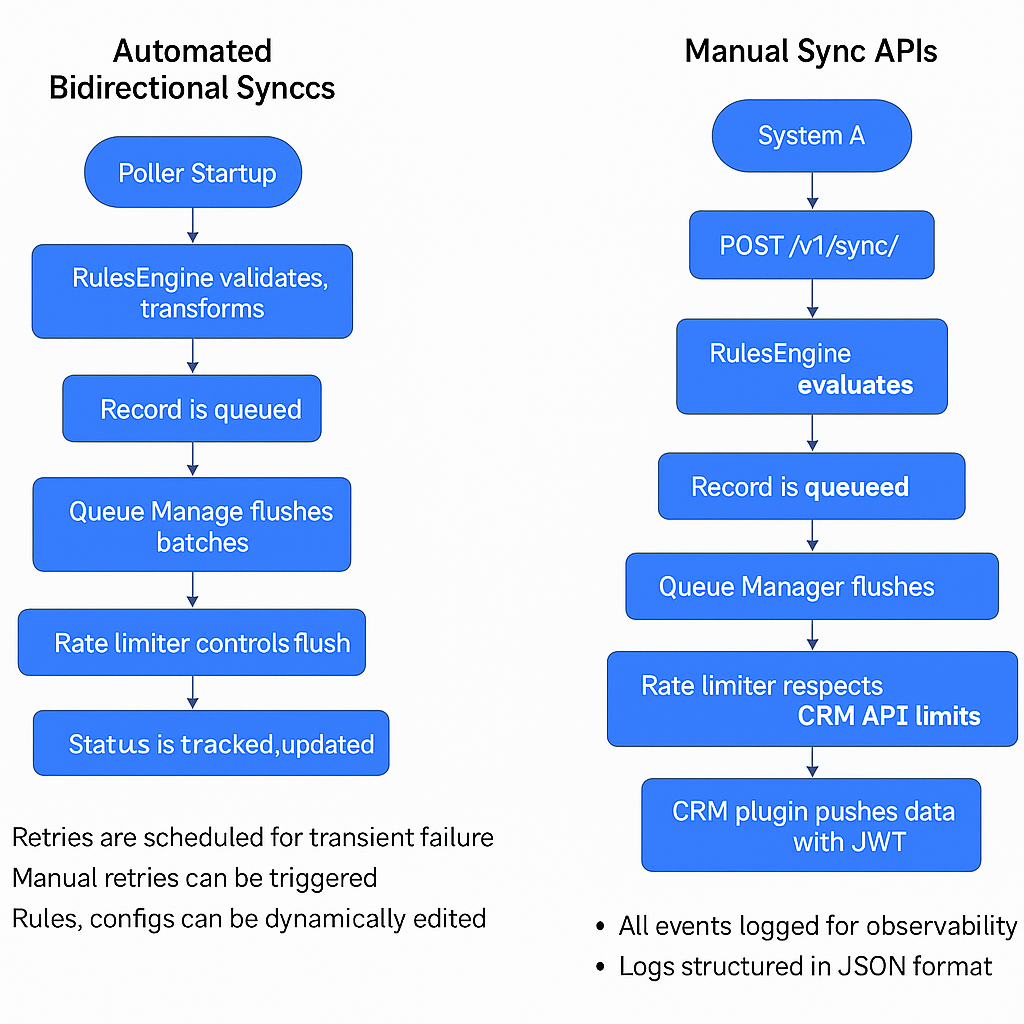 Automated
Bidirectional Synccs
Poller Startup
RulesEngine validates,
transforms
Record is queued
Queue Manage flushes
batches
Rate limiter controls flush
Status is tracked,updated
Retries are scheduled for transient failure
Manual retries can be triggered
Rules, configs can be dynamically edited
Manual Sync APIs
System A
POST /v1/sync/
RulesEngine
evaluates
Record is queueed
Queue Manager flushes
Rate limiter respects
CRM API limits
CRM plugin pushes data
with JWT
• All events logged for observability
• Logs structured in JSON format